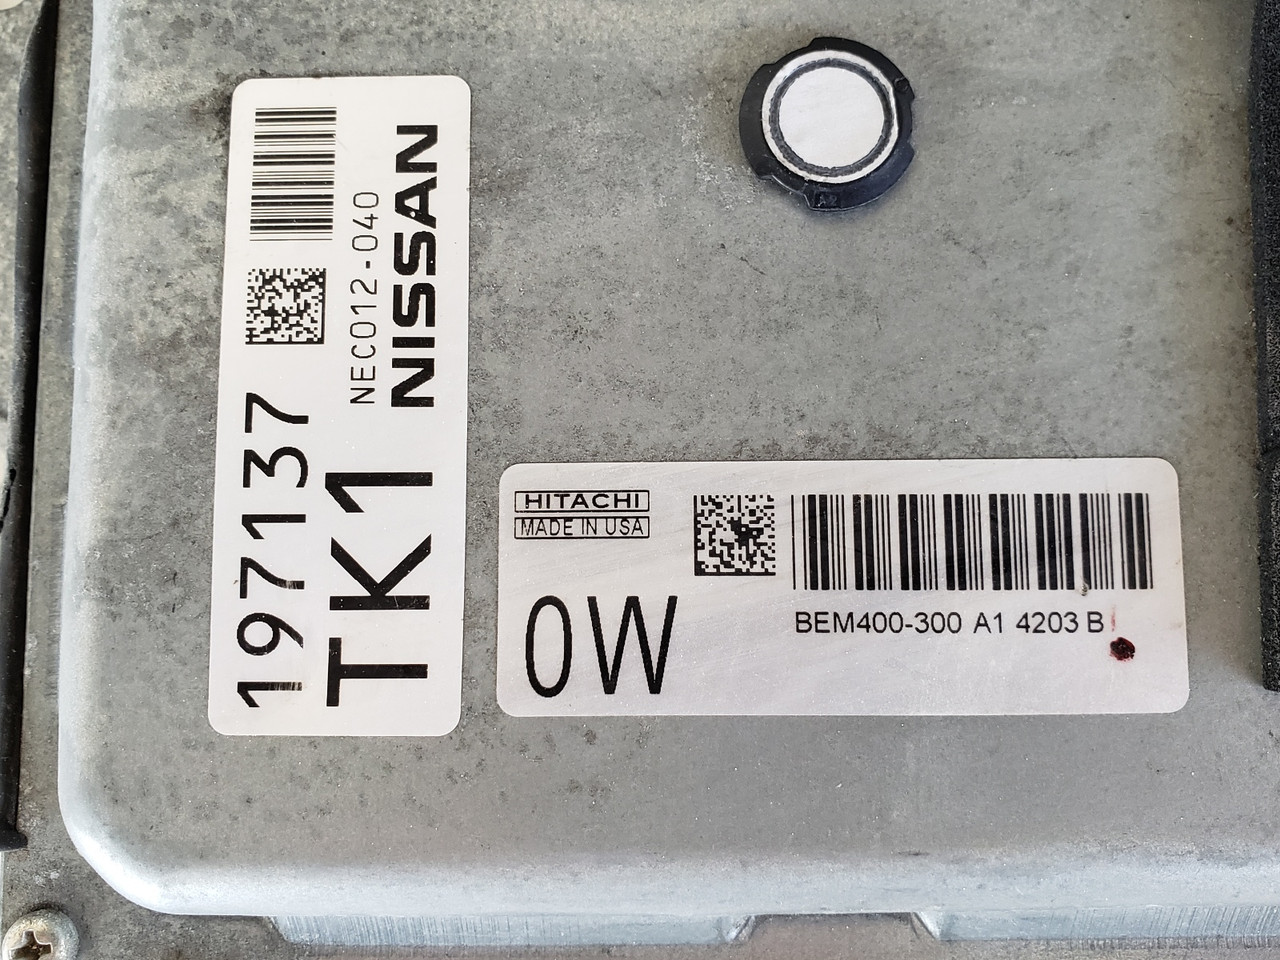 197137
TK1
NEC012-040
NISSAN
HITACHI
MADE IN USA
0W
BEM400-300 A1 4203 B